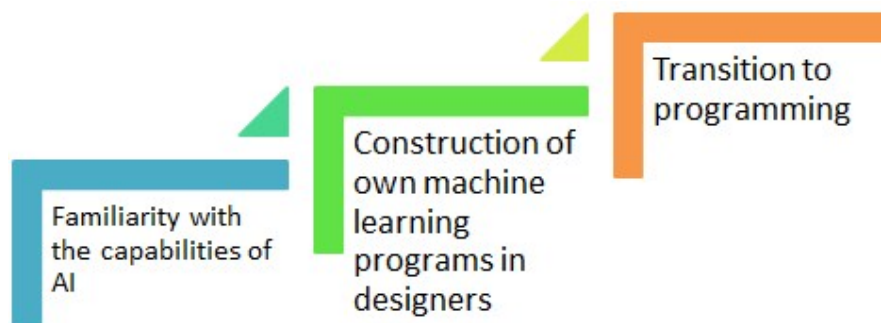 Familiarity with
the capabilities of
AI
Construction of
own machine
learning
programs in
designers
Transition to
programming